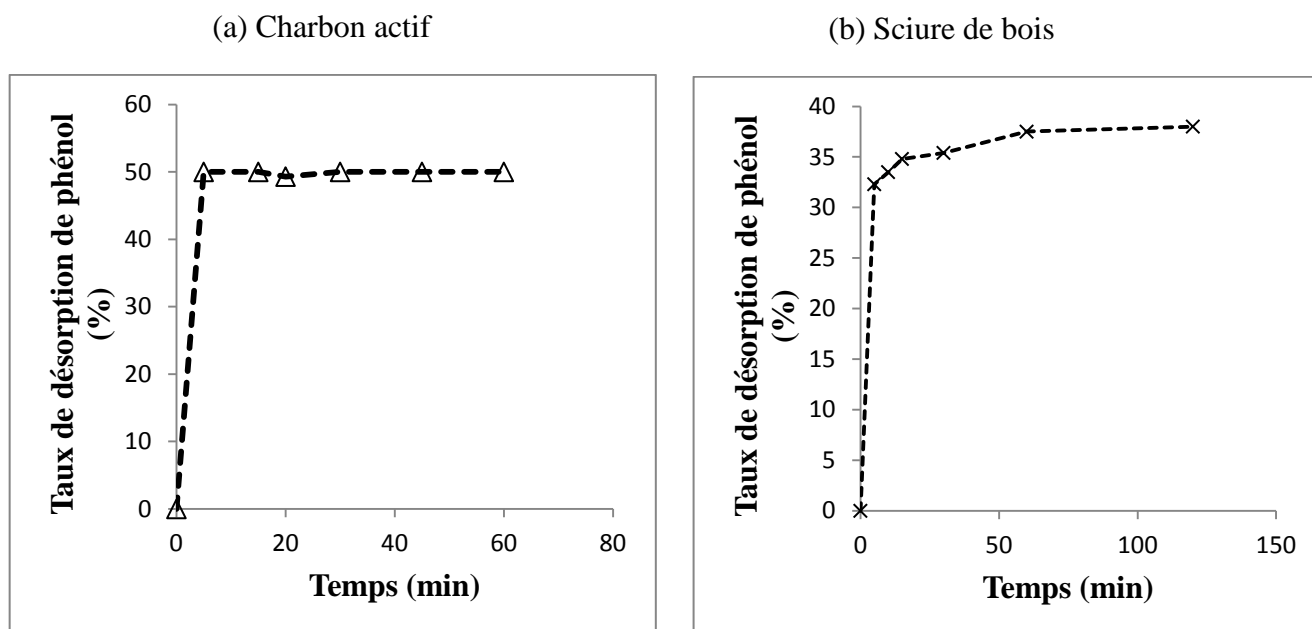 (a) Charbon actif
(b) Sciure de bois
Taux de désorption de phénol
(%)
60
50
40
30
20
10
0
0 20 40 60 80
Temps (min)
Taux de désorption de phénol
(%)
40
35
30
25
20
15
10
5
0
0 50 100 150
Temps (min)